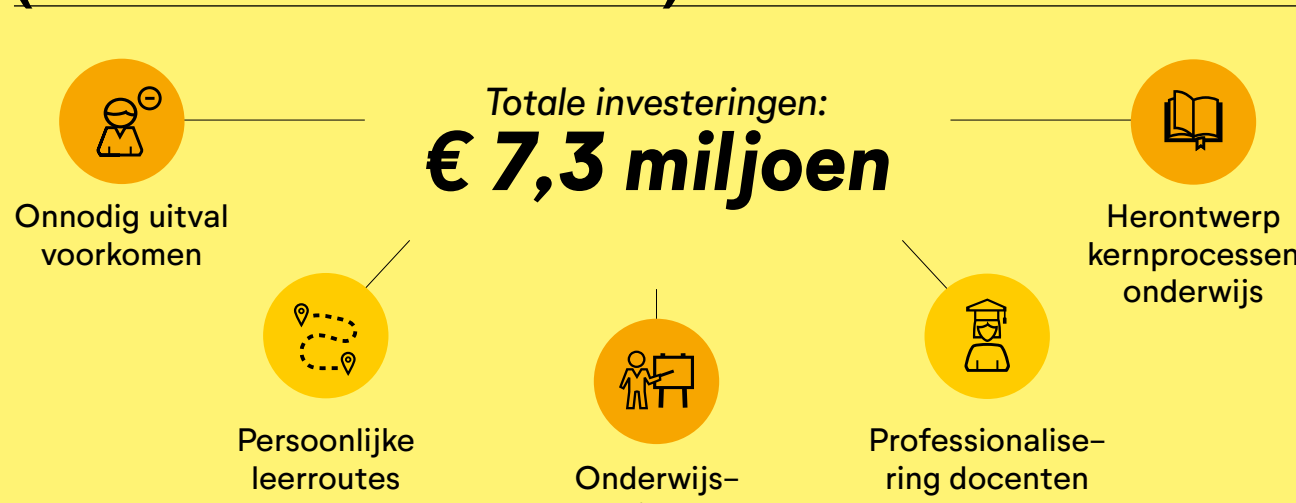 Totale investeringen:
€ 7,3 miljoen
Onnodig uitval
voorkomen
Persoonlijke
leerroutes
Onderwijs-
Professionalise-
ring docenten
Herontwerp
kernprocessen
onderwijs